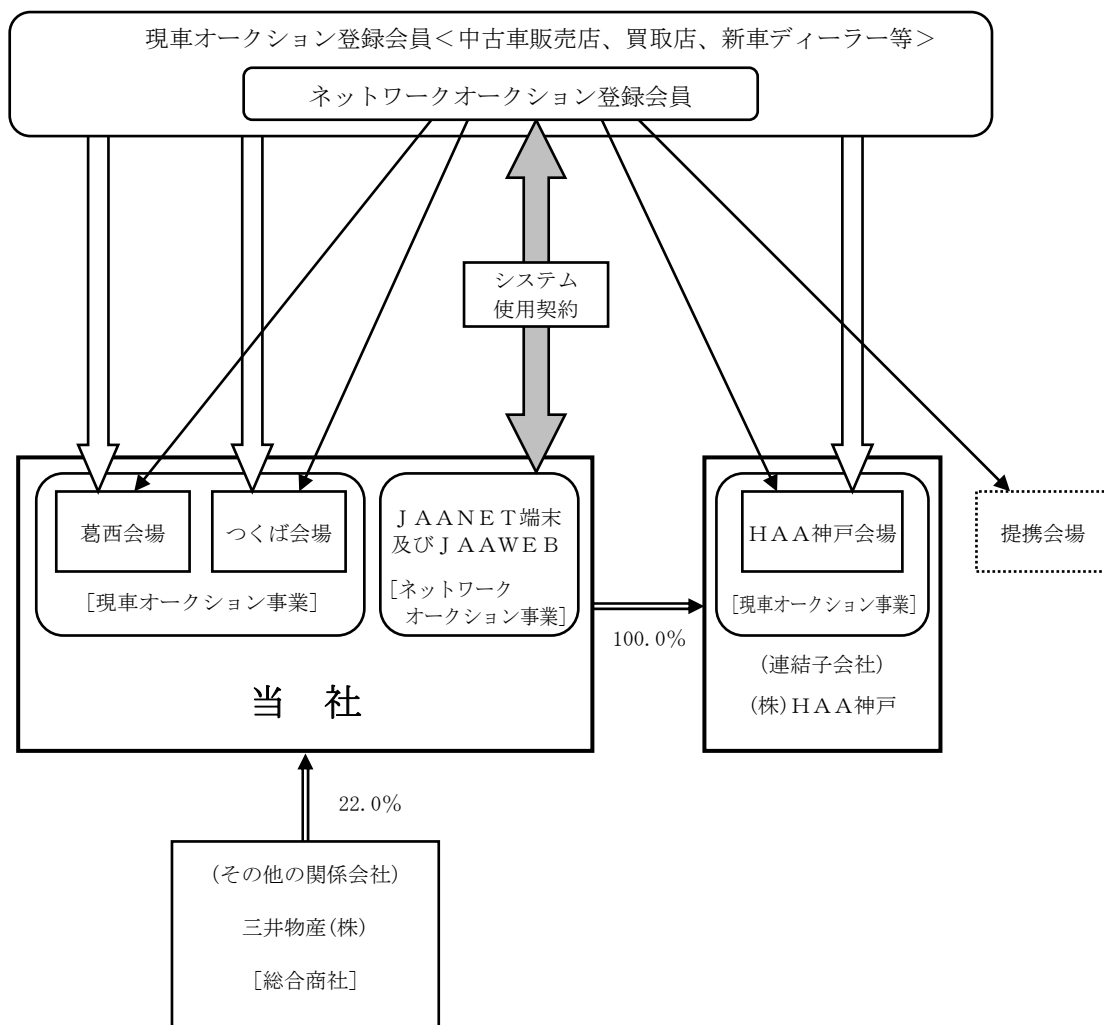 現車オークション登録会員＜中古車販売店、買取店、新車ディーラー等＞
ネットワークオークション登録会員
システム
使用契約
葛西会場
つくば会場
［現車オークション事業］
ＪＡＡＮＥＴ端末
及びＪＡＡＷＥＢ
［ネットワーク
オークション事業］
当　社
100.0％
ＨＡＡ神戸会場
［現車オークション事業］
(連結子会社)
(株)ＨＡＡ神戸
提携会場
22.0％
(その他の関係会社)
三井物産(株)
［総合商社］